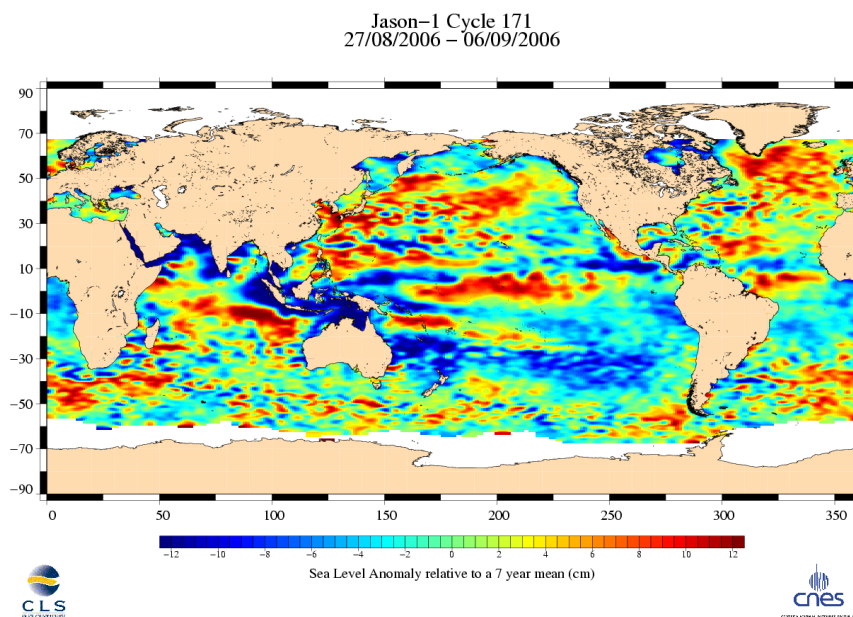 Jason−1 Cycle 171
27/08/2006 − 06/09/2006
90
70
50
30
10
−10
−30
−50
−70
−90
0 50 100 150 200 250 300 350
−12 −10 −8 −6 −4 −2 0 2 4 6 8 10 12
Sea Level Anomaly relative to a 7 year mean (cm)
CLS
cnes